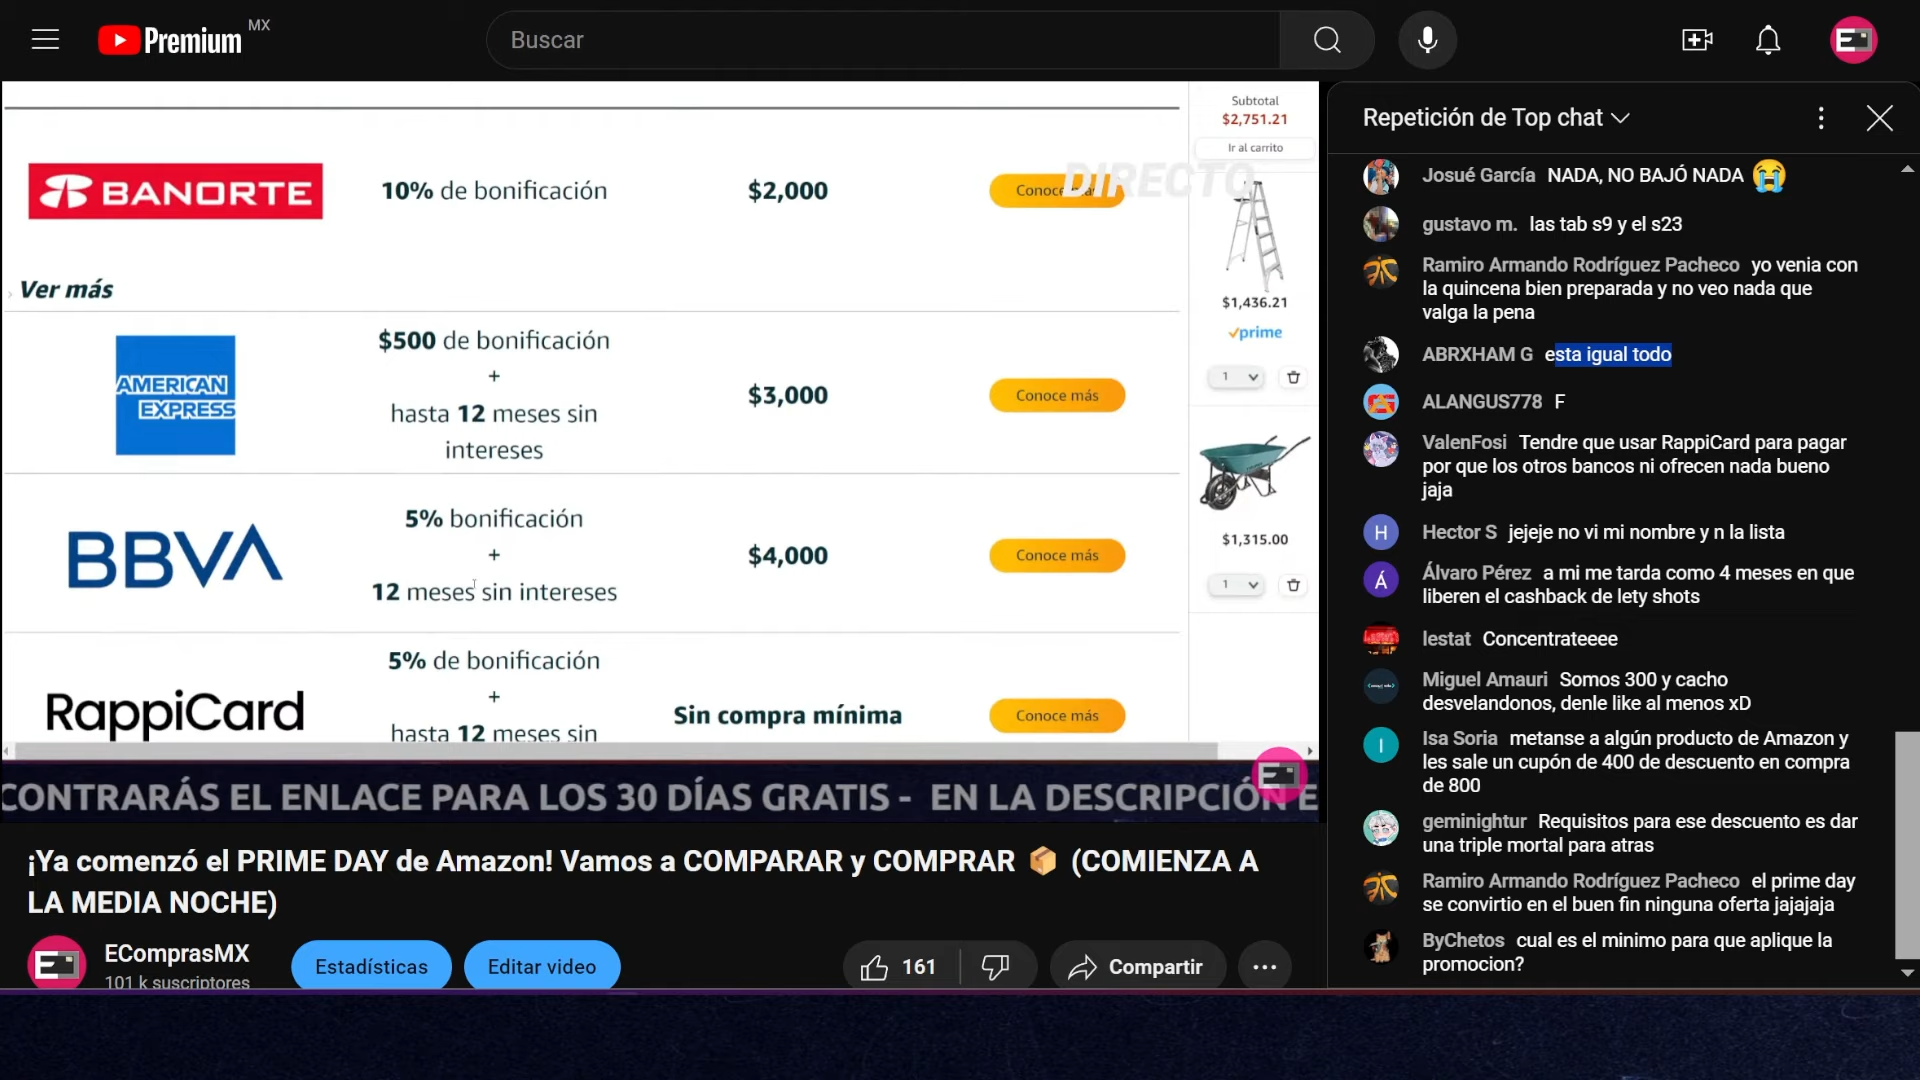 Premium MX
Buscar
BANORTE
10% de bonificación
$2,000
DIRECTO
Ver más
AMERICAN
EXPRESS
$500 de bonificación
+
hasta 12 meses sin
intereses
$3,000
Conoce más
BBVA
5% bonificación
+
12 meses sin intereses
$4,000
Conoce más
RappiCard
5% de bonificación
+
hasta 12 meses sin
Sin compra mínima
Conoce más
Subtotal
$2,751.21
Ir al carrito
$1,436.21
prime
1
$1,315.00
1
CONTRARÁS EL ENLACE PARA LOS 30 DÍAS GRATIS - EN LA DESCRIPCIÓN E
¡Ya comenzó el PRIME DAY de Amazon! Vamos a COMPARAR y COMPRAR 📦 (COMIENZA A
LA MEDIA NOCHE)
EComprasMX
101 k suscriptores
Estadísticas
Editar video
161
Compartir
Repetición de Top chat
Josué García NADA, NO BAJÓ NADA 😭
gustavo m. las tab s9 y el s23
Ramiro Armando Rodríguez Pacheco yo venia con
la quincena bien preparada y no veo nada que
valga la pena
ABRXHAM G esta igual todo
ALANGUS778 F
ValenFosi Tendre que usar RappiCard para pagar
por que los otros bancos ni ofrecen nada bueno
jaja
H
Hector S jejeje no vi mi nombre y n la lista
Á
Álvaro Pérez a mi me tarda como 4 meses en que
liberen el cashback de lety shots
lestat Concentrateeee
Miguel Amauri Somos 300 y cacho
desvelandonos, denle like al menos xD
I
Isa Soria metanse a algún producto de Amazon y
les sale un cupón de 400 de descuento en compra
de 800
geminightur Requisitos para ese descuento es dar
una triple mortal para atras
Ramiro Armando Rodríguez Pacheco el prime day
se convirtio en el buen fin ninguna oferta jajajaja
ByChetos cual es el minimo para que aplique la
promocion?